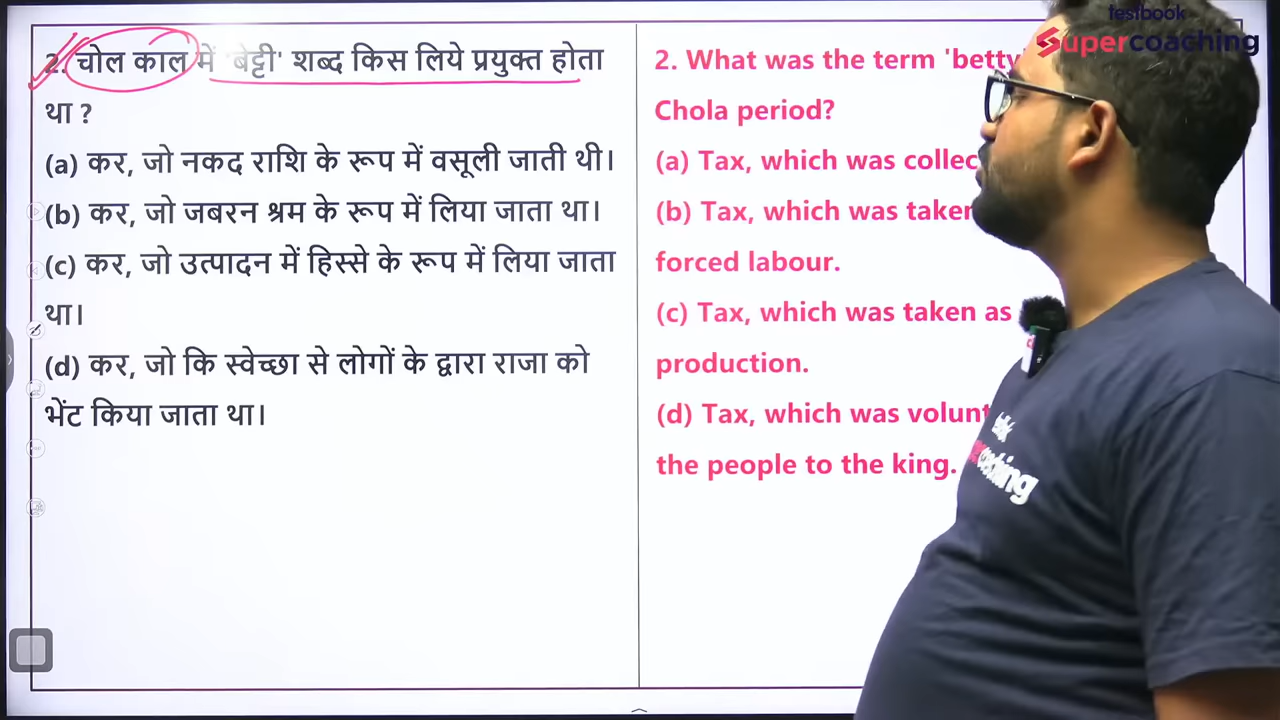 2. चोल काल में 'बेट्टी' शब्द किस लिये प्रयुक्त होता
था ?
(a) कर, जो नकद राशि के रूप में वसूली जाती थी।
(b) कर, जो जबरन श्रम के रूप में लिया जाता था।
(c) कर, जो उत्पादन में हिस्से के रूप में लिया जाता
था।
(d) कर, जो कि स्वेच्छा से लोगों के द्वारा राजा को
भेंट किया जाता था।
2. What was the term 'betty'
Chola period?
(a) Tax, which was
(b) Tax, which was taken
forced labour.
(c) Tax, which was taken as
production.
(d) Tax, which was
the people to the king.
testbook
Supercoaching